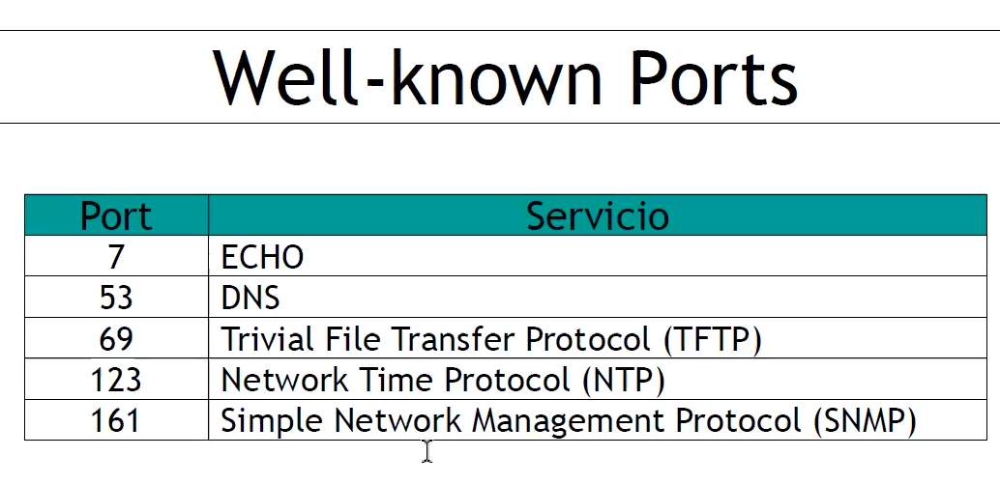 Well-known Ports
Port Servicio
7 ECHO
53 DNS
69 Trivial File Transfer Protocol (TFTP)
123 Network Time Protocol (NTP)
161 Simple Network Management Protocol (SNMP)